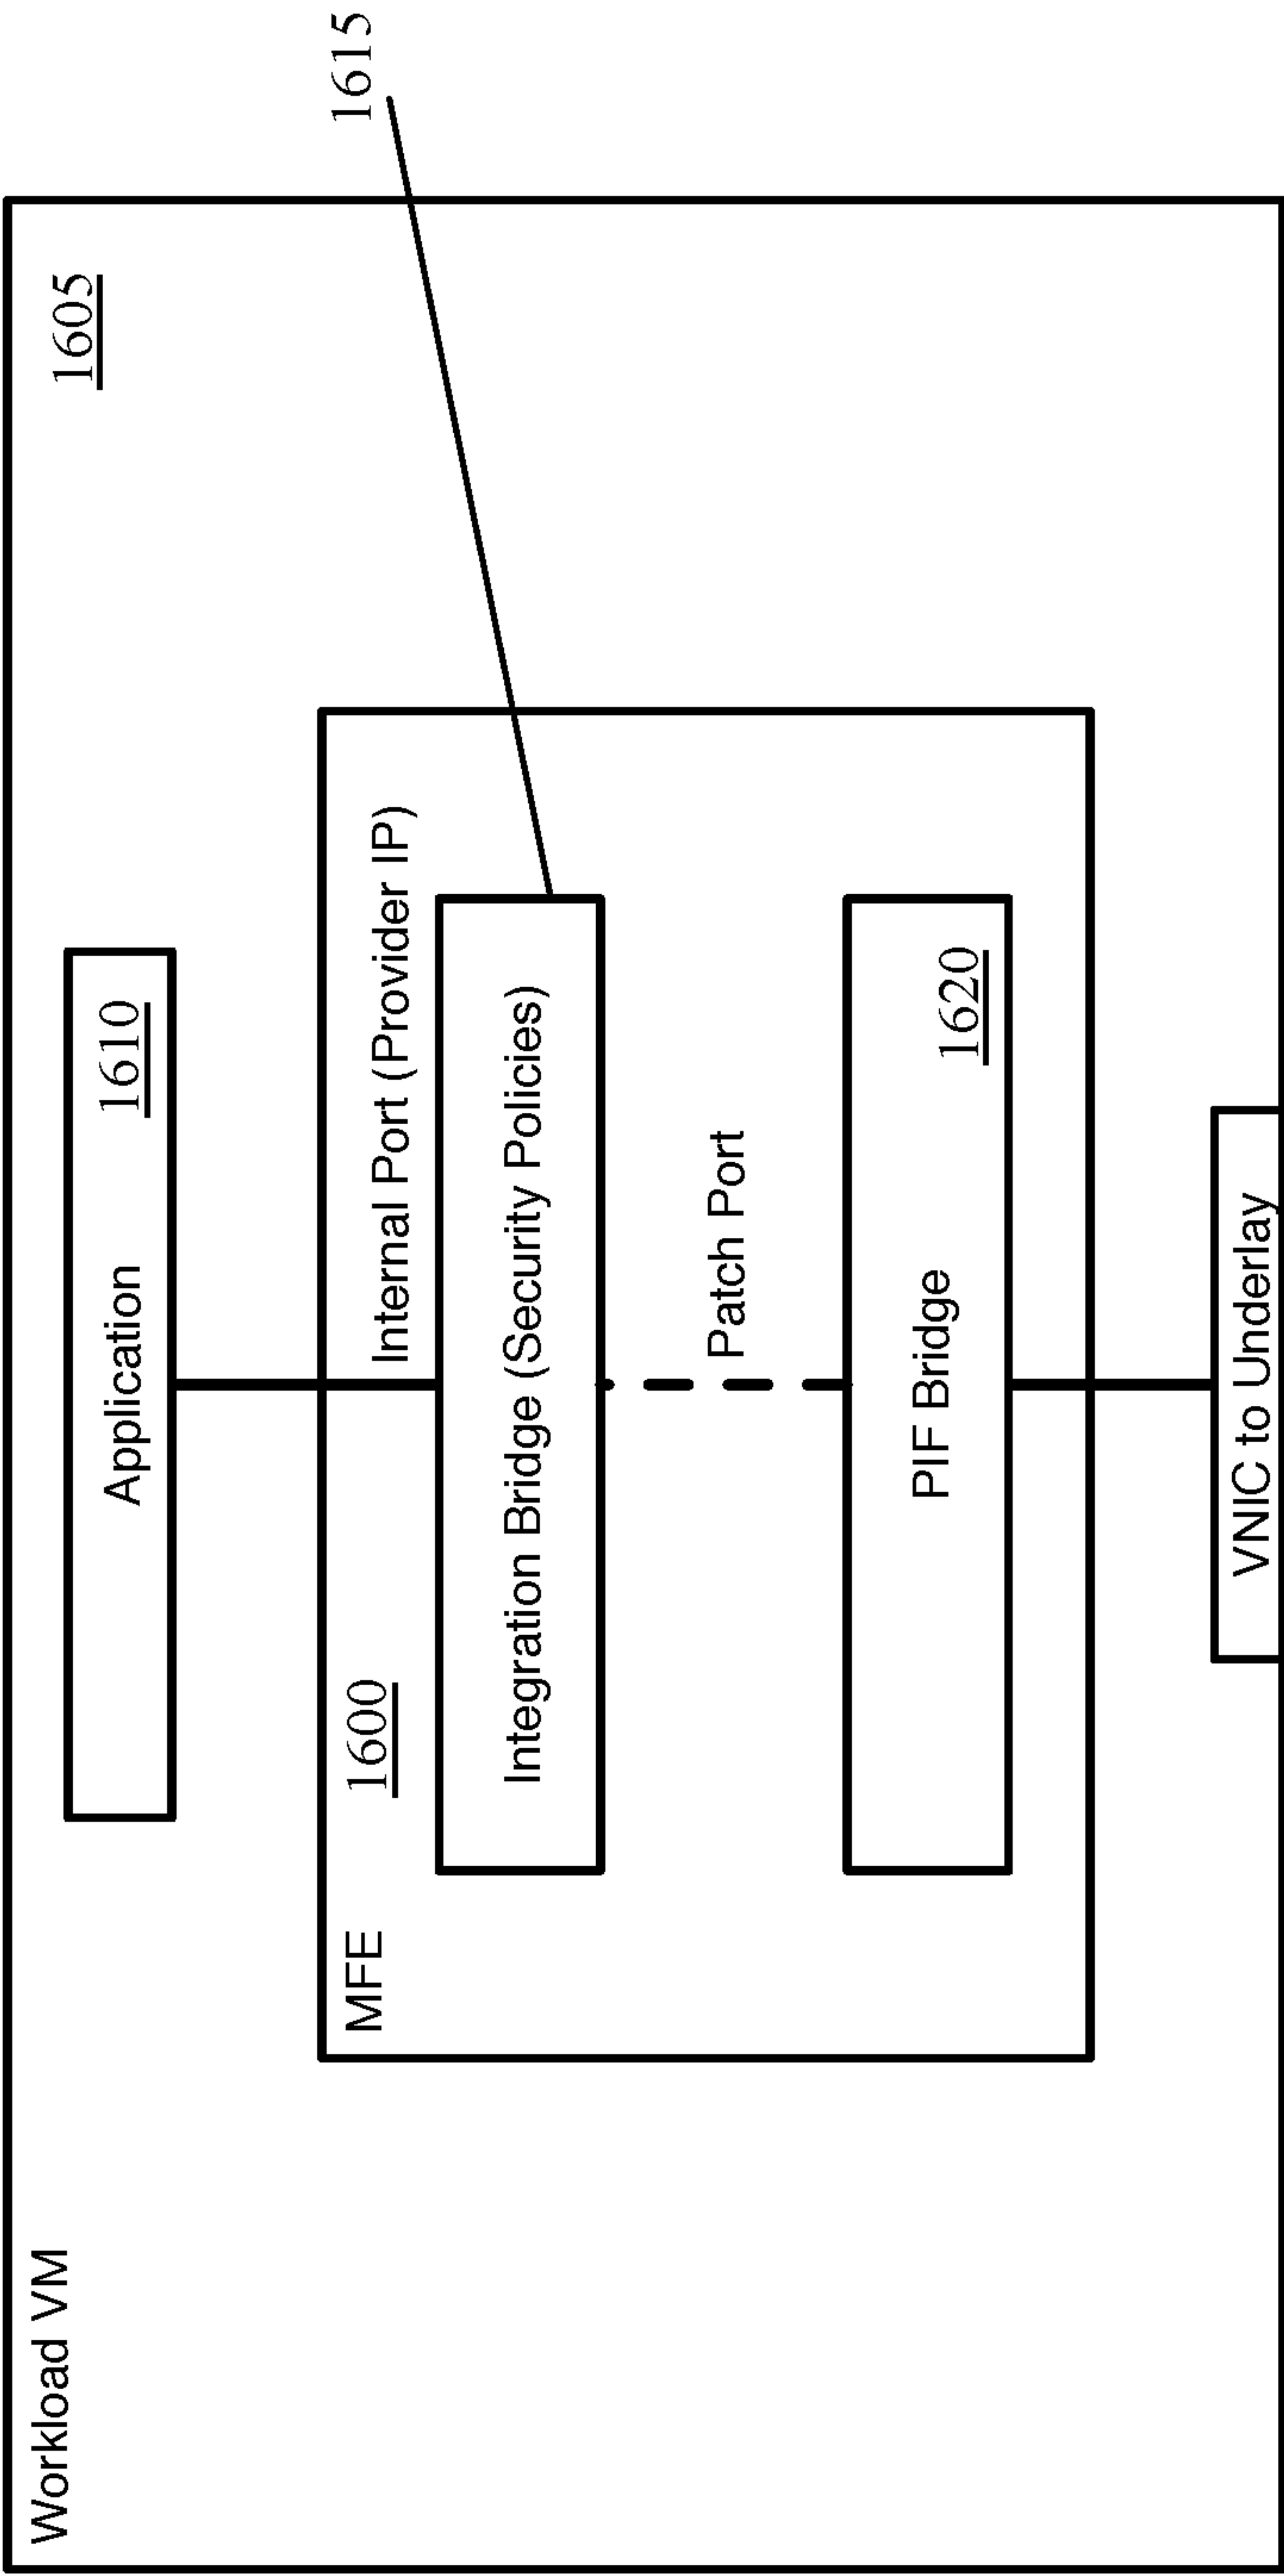 Workload VM
1605
Application
1610
1615
MFE
1600
Internal Port (Provider IP)
Integration Bridge (Security Policies)
Patch Port
PIF Bridge
1620
VNIC to Underlay